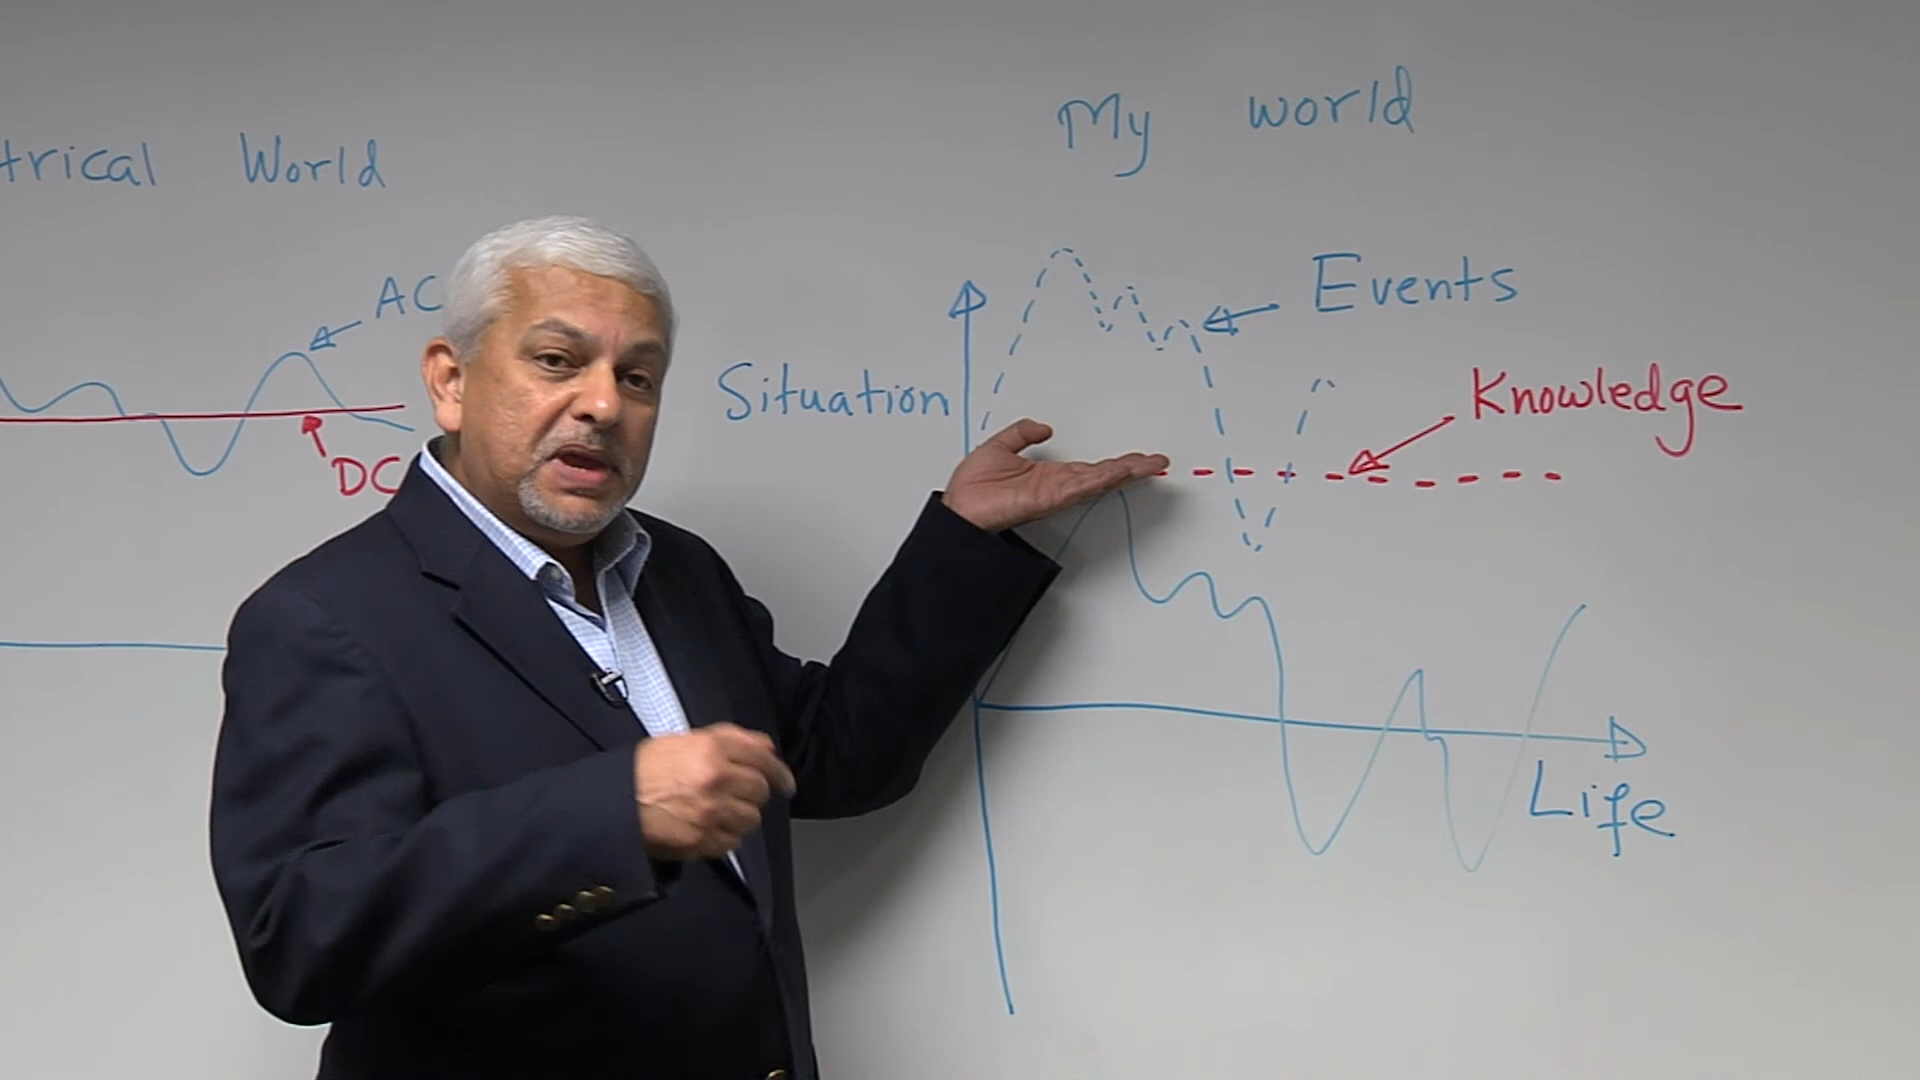 trical World
AC
DC
My world
Situation
Events
Knowledge
Life